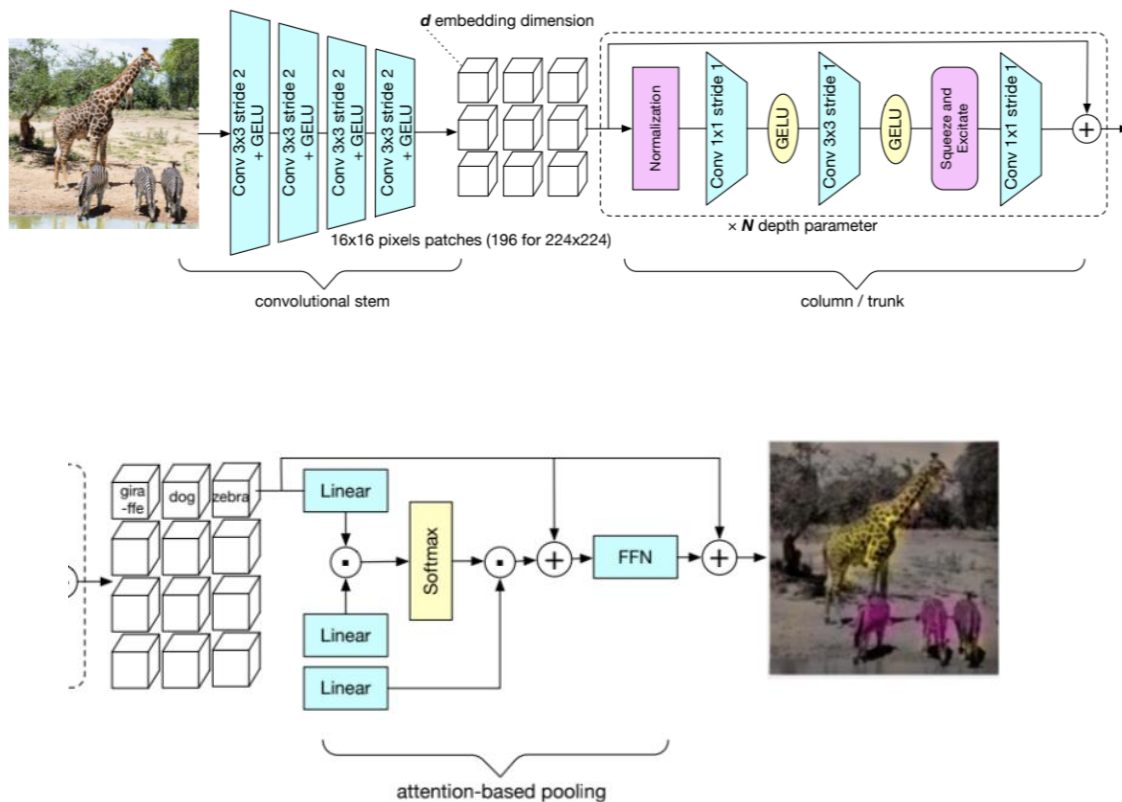 d embedding dimension
Conv 3x3 stride 2
+ GELU
Conv 3x3 stride 2
+ GELU
Conv 3x3 stride 2
+ GELU
Conv 3x3 stride 2
+ GELU
Normalization
Conv 1x1 stride 1
GELU
Conv 3x3 stride 1
GELU
Squeeze and
Excitate
Conv 1x1 stride 1
+
× N depth parameter
16x16 pixels patches (196 for 224x224)
convolutional stem
column / trunk
gira
-ffe
dog
zebra
Linear
Softmax
+
FFN
+
Linear
Linear
attention-based pooling